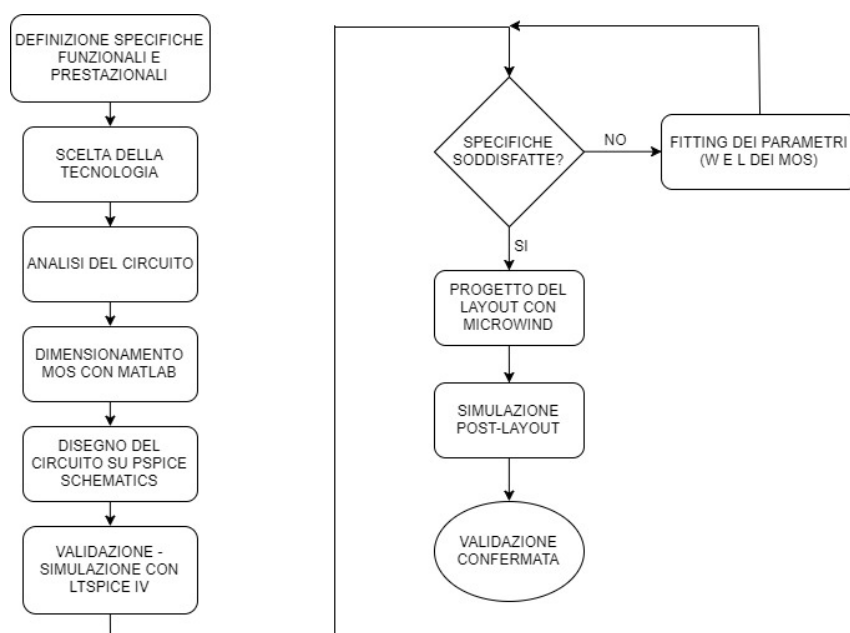 DEFINIZIONE SPECIFICHE
FUNZIONALI E
PRESTAZIONALI
SCELTA DELLA
TECNOLOGIA
ANALISI DEL CIRCUITO
DIMENSIONAMENTO
MOS CON MATLAB
DISEGNO DEL
CIRCUITO SU PSPICE
SCHEMATICS
VALIDAZIONE -
SIMULAZIONE CON
LTSPICE IV
SPECIFICHE
SODDISFATTE?
NO
FITTING DEI PARAMETRI
(W E L DEI MOS)
SI
PROGETTO DEL
LAYOUT CON
MICROWIND
SIMULAZIONE
POST-LAYOUT
VALIDAZIONE
CONFERMATA